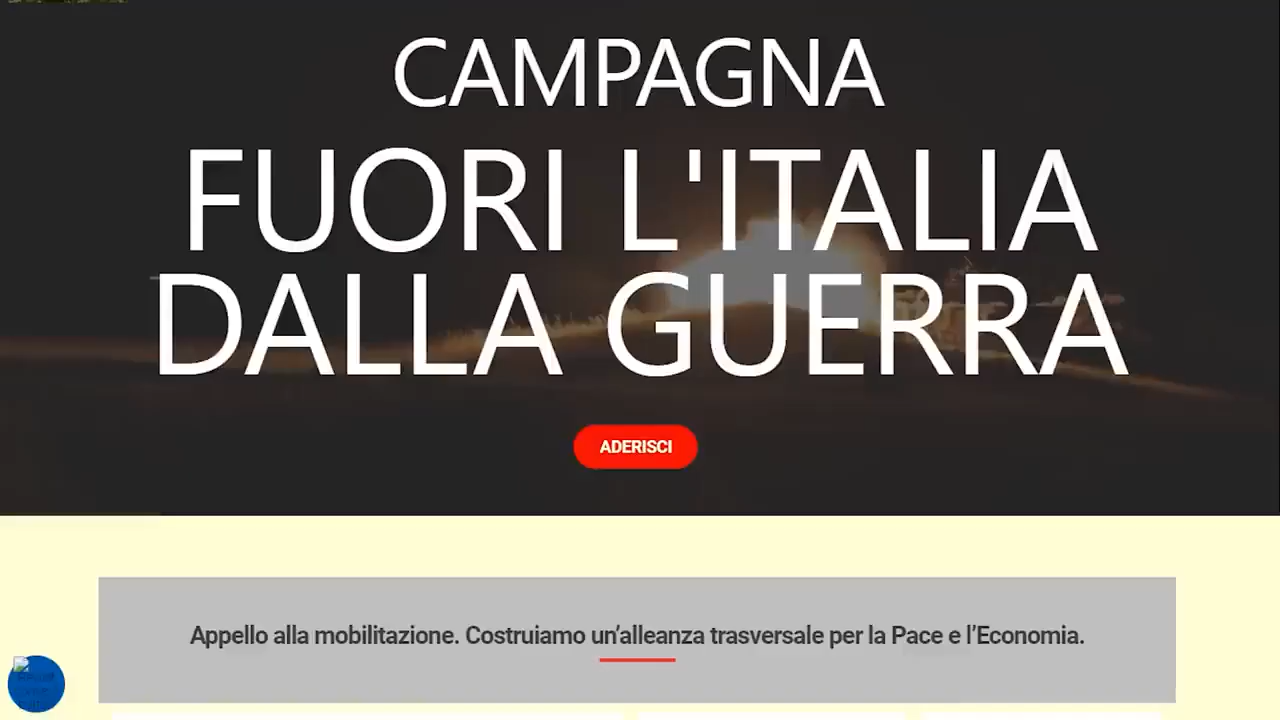 CAMPAGNA
FUORI L'ITALIA
DALLA GUERRA
ADERISCI
Appello alla mobilitazione. Costruiamo un’alleanza trasversale per la Pace e l’Economia.